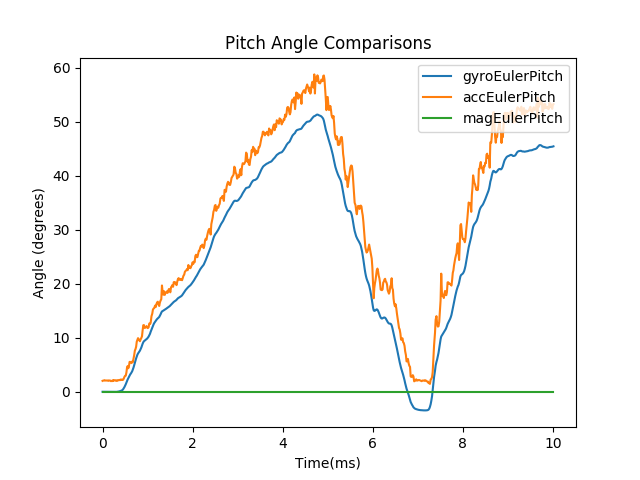 Pitch Angle Comparisons
gyroEulerPitch
accEulerPitch
magEulerPitch
Angle (degrees)
60
50
40
30
20
10
0
0 2 4 6 8 10
Time(ms)